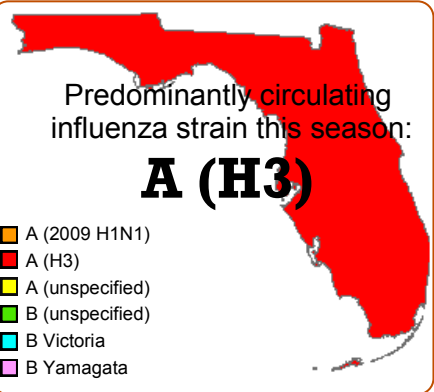 Predominantly circulating
influenza strain this season:
A (H3)
A (2009 H1N1)
A (H3)
A (unspecified)
B (unspecified)
B Victoria
B Yamagata